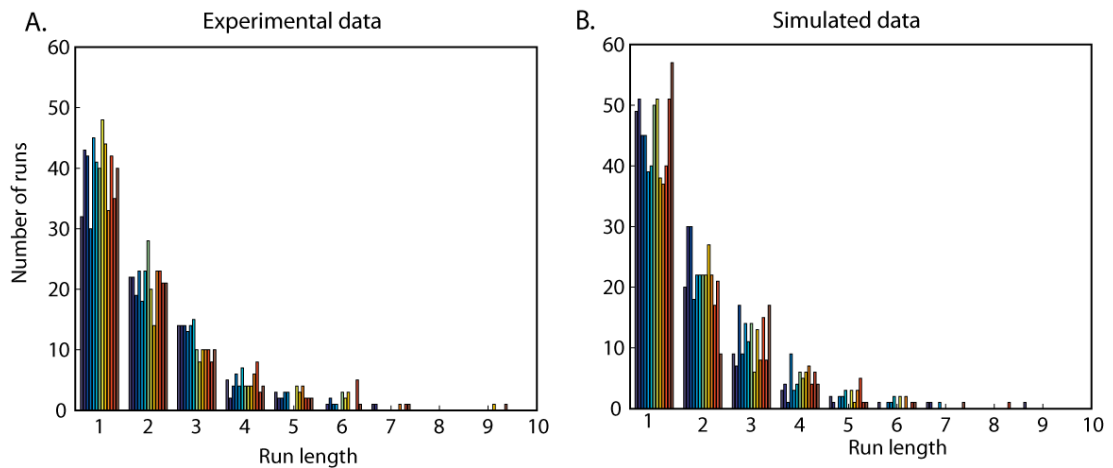 A.
Experimental data
60
50
40
30
20
10
0
Number of runs
1 2 3 4 5 6 7 8 9 10
Run length
B.
Simulated data
60
50
40
30
20
10
0
1 2 3 4 5 6 7 8 9 10
Run length